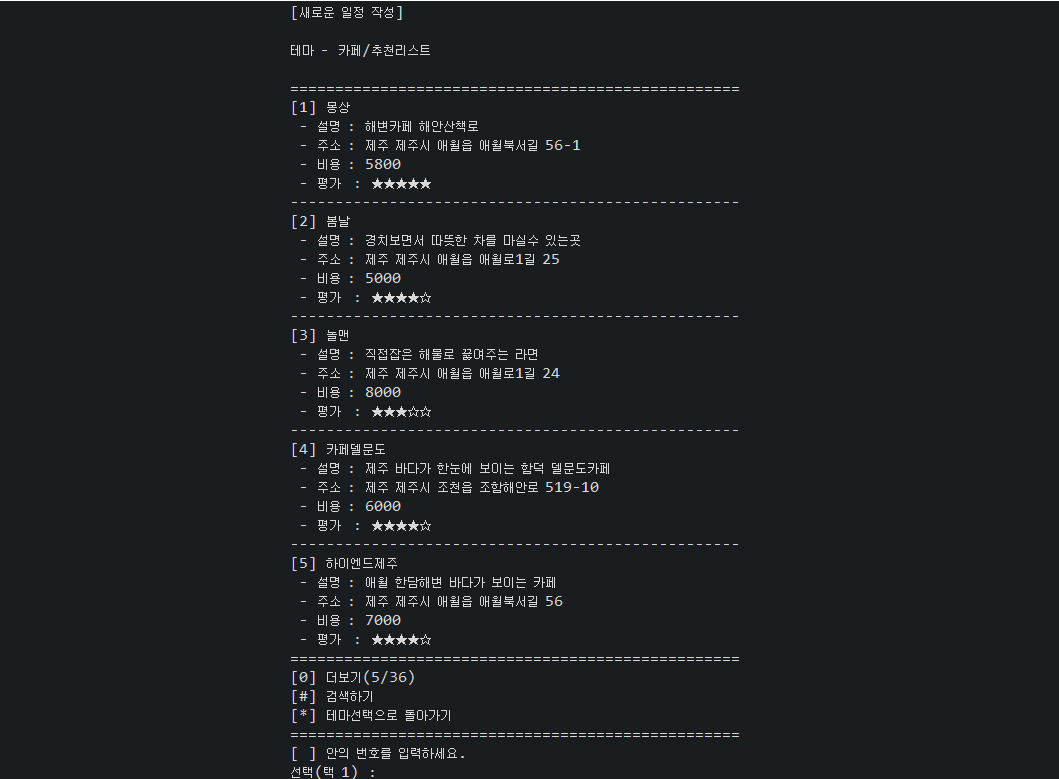 [새로운 일정 작성]
테마 - 카페/추천리스트
==================================================
[1] 몽상
- 설명 : 해변카페 해안산책로
- 주소 : 제주 제주시 애월읍 애월북서길 56-1
- 비용 : 5800
- 평가 : ★★★★★
--------------------------------------------------
[2] 봄날
- 설명 : 경치보면서 따뜻한 차를 마실수 있는곳
- 주소 : 제주 제주시 애월읍 애월로1길 25
- 비용 : 5000
- 평가 : ★★★★☆
--------------------------------------------------
[3] 놀맨
- 설명 : 직접잡은 해물로 끓여주는 라면
- 주소 : 제주 제주시 애월읍 애월로1길 24
- 비용 : 8000
- 평가 : ★★★☆☆
--------------------------------------------------
[4] 카페델문도
- 설명 : 제주 바다가 한눈에 보이는 함덕 델문도카페
- 주소 : 제주 제주시 조천읍 조함해안로 519-10
- 비용 : 6000
- 평가 : ★★★★☆
--------------------------------------------------
[5] 하이엔드제주
- 설명 : 애월 한담해변 바다가 보이는 카페
- 주소 : 제주 제주시 애월읍 애월북서길 56
- 비용 : 7000
- 평가 : ★★★★☆
==================================================
[0] 더보기(5/36)
[#] 검색하기
[*] 테마선택으로 돌아가기
==================================================
[ ] 안의 번호를 입력하세요.
선택(택 1) :